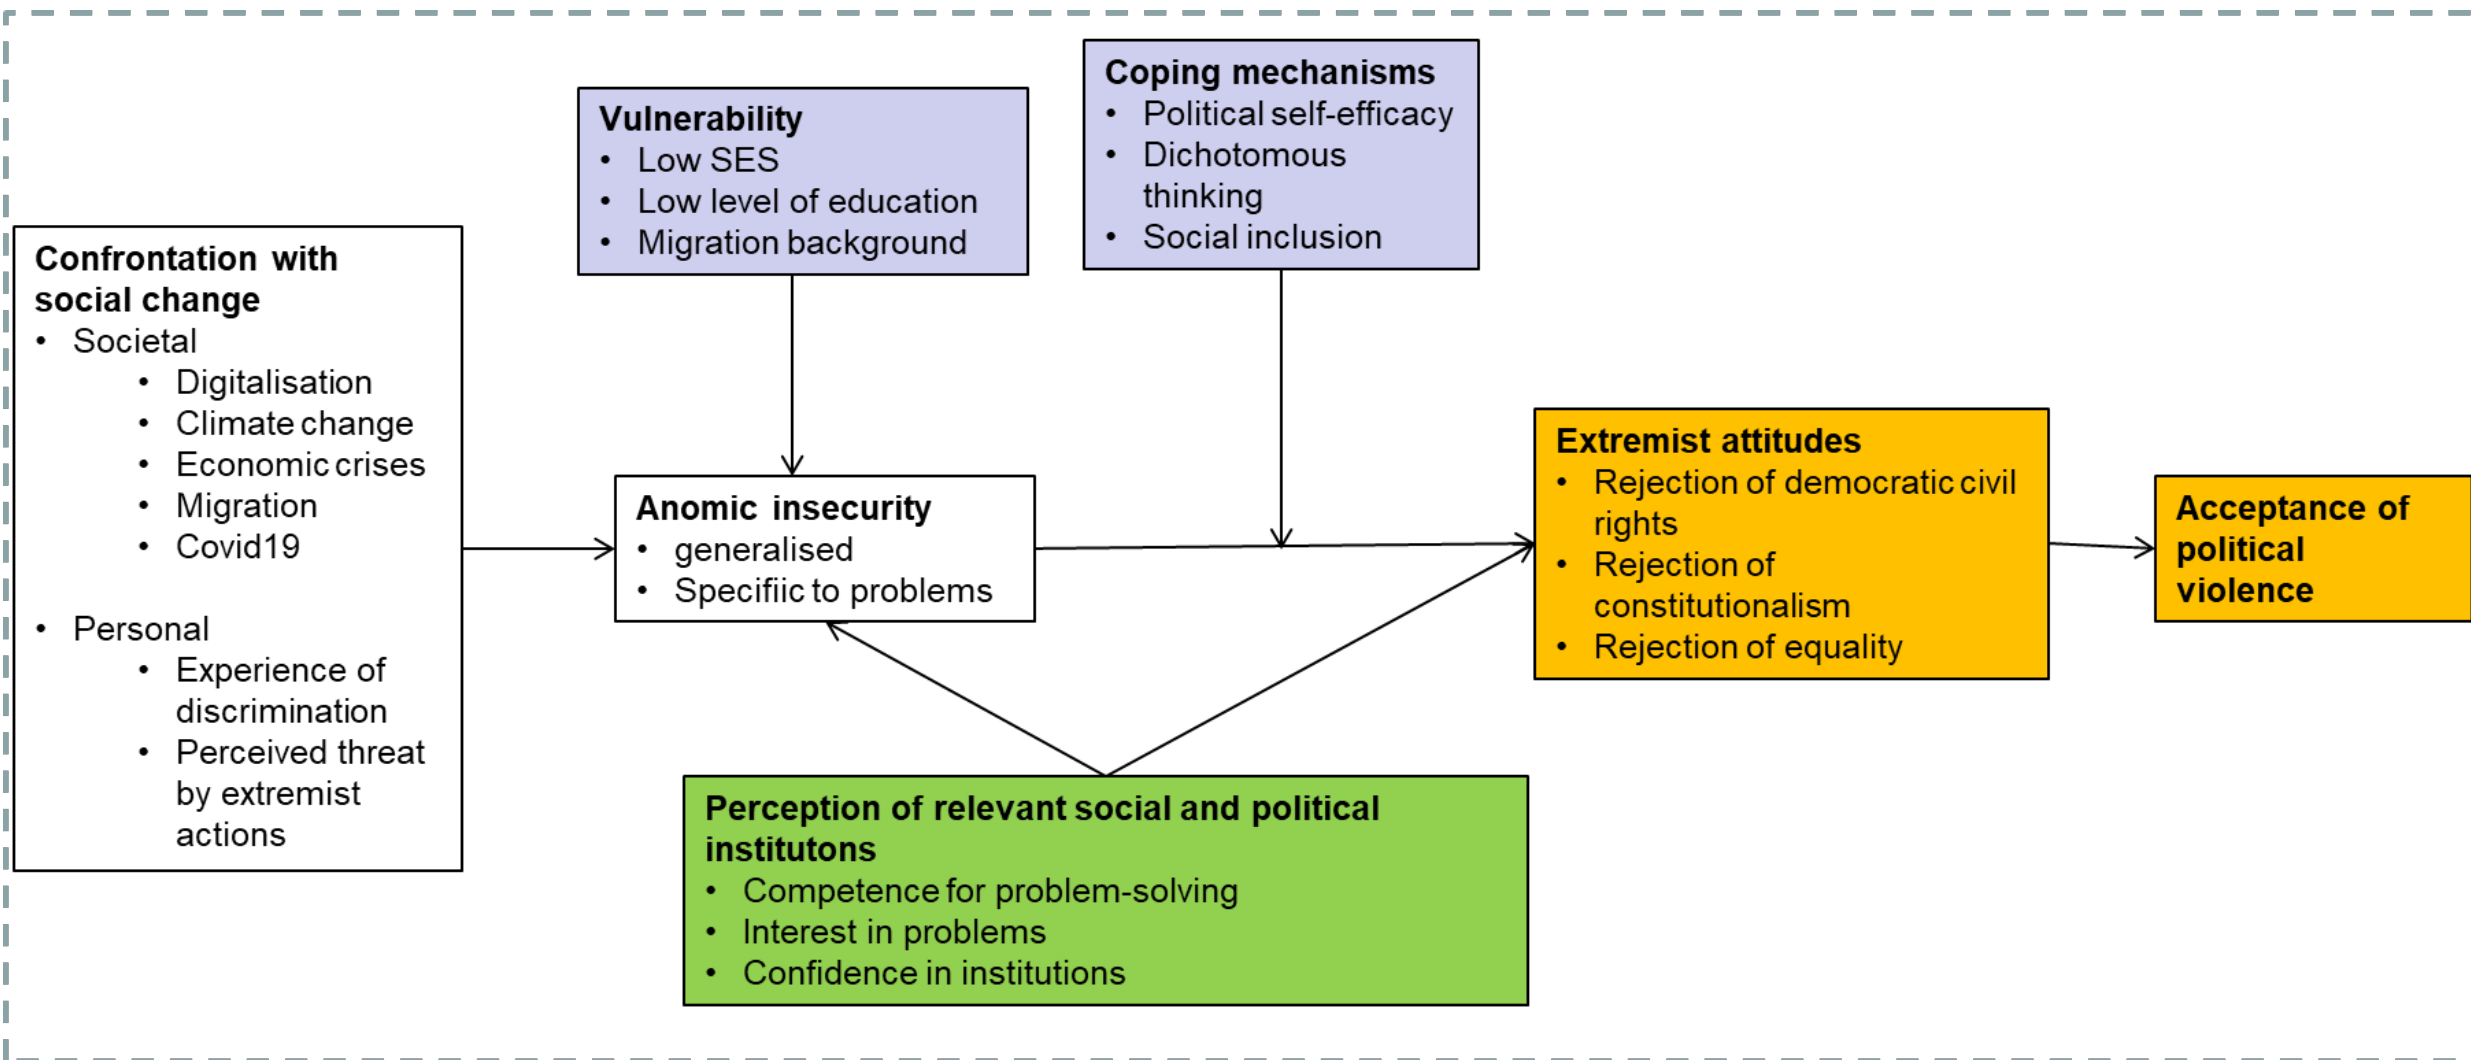 Confrontation with
social change
• Societal
• Digitalisation
• Climate change
• Economic crises
• Migration
• Covid19
• Personal
• Experience of
discrimination
• Perceived threat
by extremist
actions
Vulnerability
• Low SES
• Low level of education
• Migration background
Coping mechanisms
• Political self-efficacy
• Dichotomous
thinking
• Social inclusion
Anomic insecurity
• generalised
• Specifiic to problems
Extremist attitudes
• Rejection of democratic civil
rights
• Rejection of
constitutionalism
• Rejection of equality
Acceptance of
political
violence
Perception of relevant social and political
institutons
• Competence for problem-solving
• Interest in problems
• Confidence in institutions